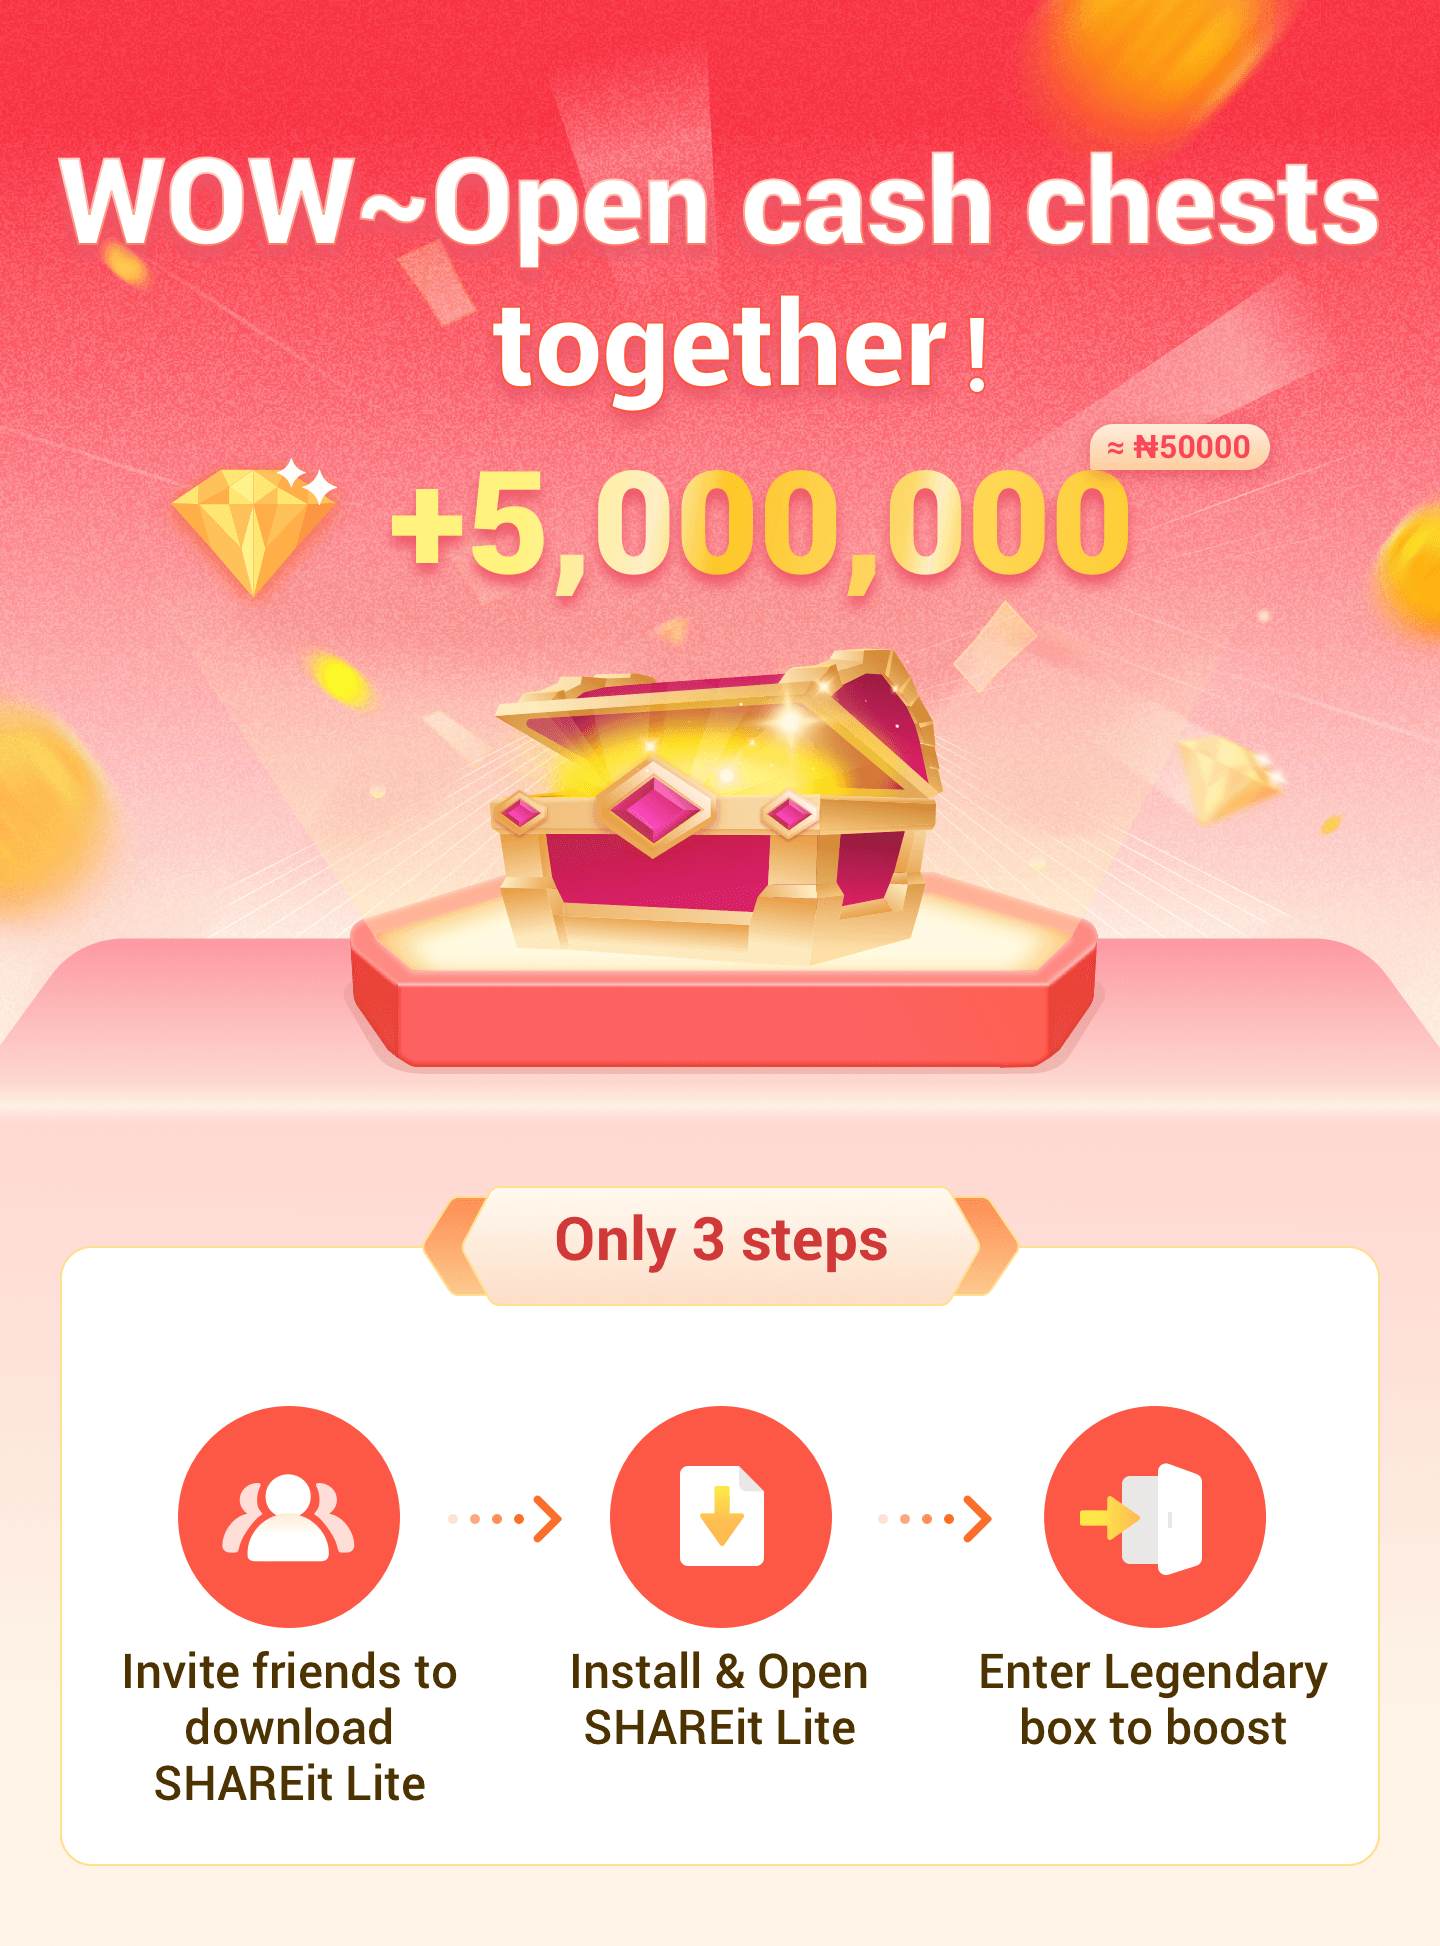 WOW~Open cash chests
together!
≈ ₦50000
+5,000,000
Only 3 steps
Invite friends to
download
SHAREit Lite
Install & Open
SHAREit Lite
Enter Legendary
box to boost